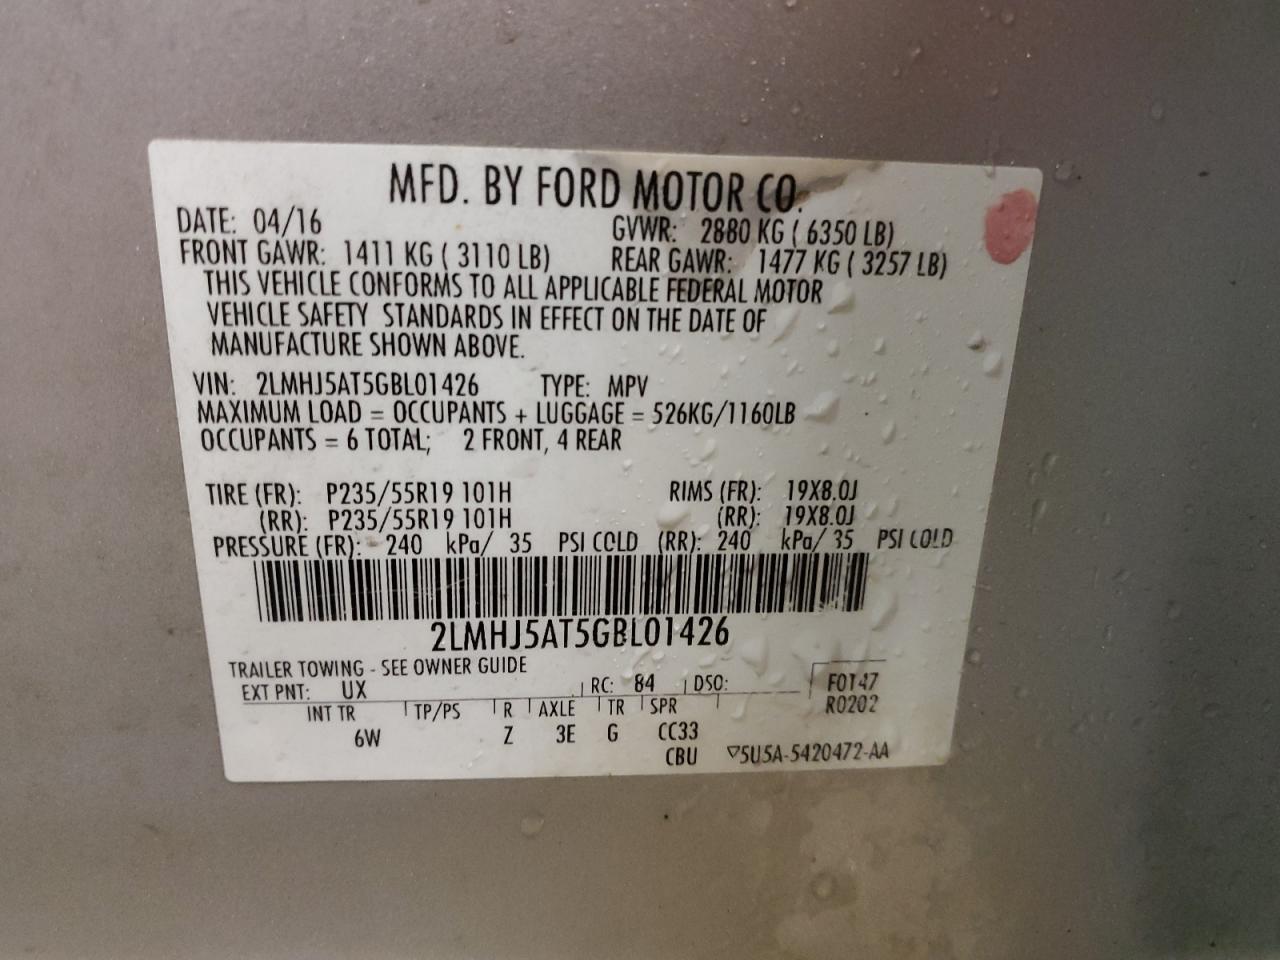 MFD. BY FORD MOTOR CO.
DATE: 04/16 GVWR: 2880 KG ( 6350 LB)
FRONT GAWR: 1411 KG ( 3110 LB) REAR GAWR: 1477 KG ( 3257 LB)
THIS VEHICLE CONFORMS TO ALL APPLICABLE FEDERAL MOTOR
VEHICLE SAFETY STANDARDS IN EFFECT ON THE DATE OF
MANUFACTURE SHOWN ABOVE.
VIN: 2LMHJ5AT5GBL01426 TYPE: MPV
MAXIMUM LOAD = OCCUPANTS + LUGGAGE = 526KG/1160LB
OCCUPANTS = 6 TOTAL; 2 FRONT, 4 REAR
TIRE (FR): P235/55R19 101H RIMS (FR): 19X8.0J
(RR): P235/55R19 101H (RR): 19X8.0J
PRESSURE (FR): 240 kPa/ 35 PSI COLD (RR): 240 kPa/ 35 PSI COLD
2LMHJ5AT5GBL01426
TRAILER TOWING - SEE OWNER GUIDE
EXT PNT: UX RC: 84 DSO: F0147
INT TR TP/PS R AXLE TR SPR R0202
6W Z 3E G CC33
CBU ▽5U5A-5420472-AA